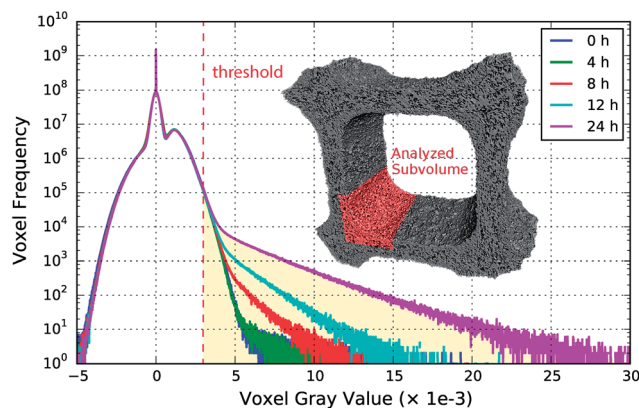 10^10
10^9
10^8
10^7
10^6
10^5
10^4
10^3
10^2
10^1
10^0
Voxel Frequency
threshold
Analyzed
Subvolume
0 h
4 h
8 h
12 h
24 h
−5 0 5 10 15 20 25 30
Voxel Gray Value (× 1e-3)